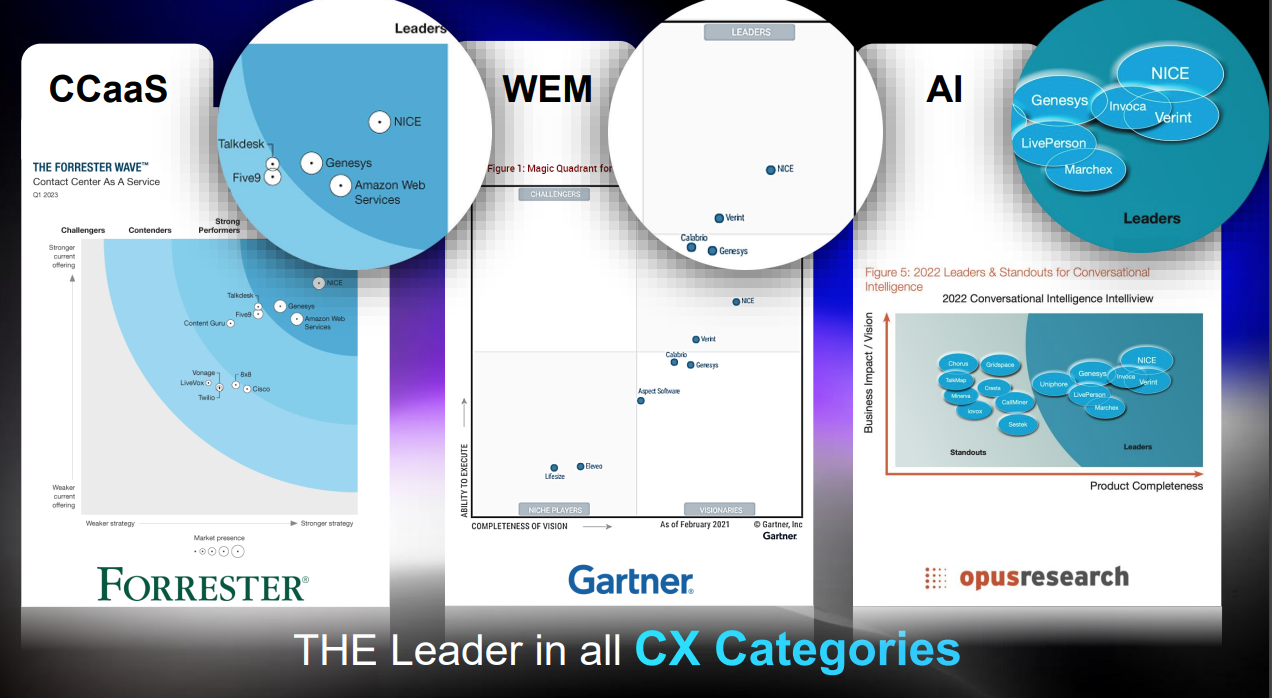 CCaaS
THE FORRESTER WAVE™
Contact Center As A Service
Q1 2023
Challengers
Contenders
Strong
Performers
Leaders
NICE
Talkdesk
Genesys
Five9
Amazon Web
Services
Stronger
current
offering
NICE
Talkdesk
Genesys
Five9
Content Guru
Amazon Web
Services
Vonage
8x8
LiveVox
Cisco
Twilio
Weaker
current
offering
Weaker strategy
Stronger strategy
Market presence
FORRESTER®
WEM
Figure 1: Magic Quadrant for
CHALLENGERS
LEADERS
NICE
Verint
Calabrio
Genesys
NICE
Verint
Calabrio
Genesys
Aspect Software
Eleveo
Lifesize
ABILITY TO EXECUTE
NICHE PLAYERS
VISIONARIES
COMPLETENESS OF VISION
As of February 2021
© Gartner, Inc
Gartner
Gartner®
AI
NICE
Genesys
Invoca
Verint
LivePerson
Marchex
Leaders
Figure 5: 2022 Leaders & Standouts for Conversational
Intelligence
2022 Conversational Intelligence Intelliview
Business Impact / Vision
Chorus
Gridspace
NICE
TalkMap
Genesys
Invoca
Verint
Uniphore
Cresta
Minerva
LivePerson
CallMiner
Marchex
Sestek
Standouts
Leaders
Product Completeness
opusresearch
THE Leader in all CX Categories